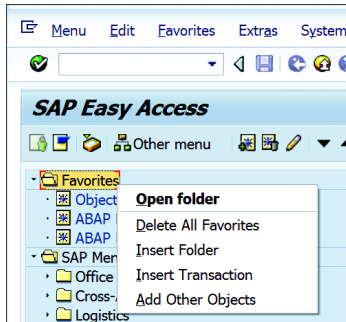 Menu Edit Favorites Extras System
SAP Easy Access
Other menu
Favorites
Object
ABAP
ABAP
SAP Men
Office
Cross-
Logistics
Open folder
Delete All Favorites
Insert Folder
Insert Transaction
Add Other Objects